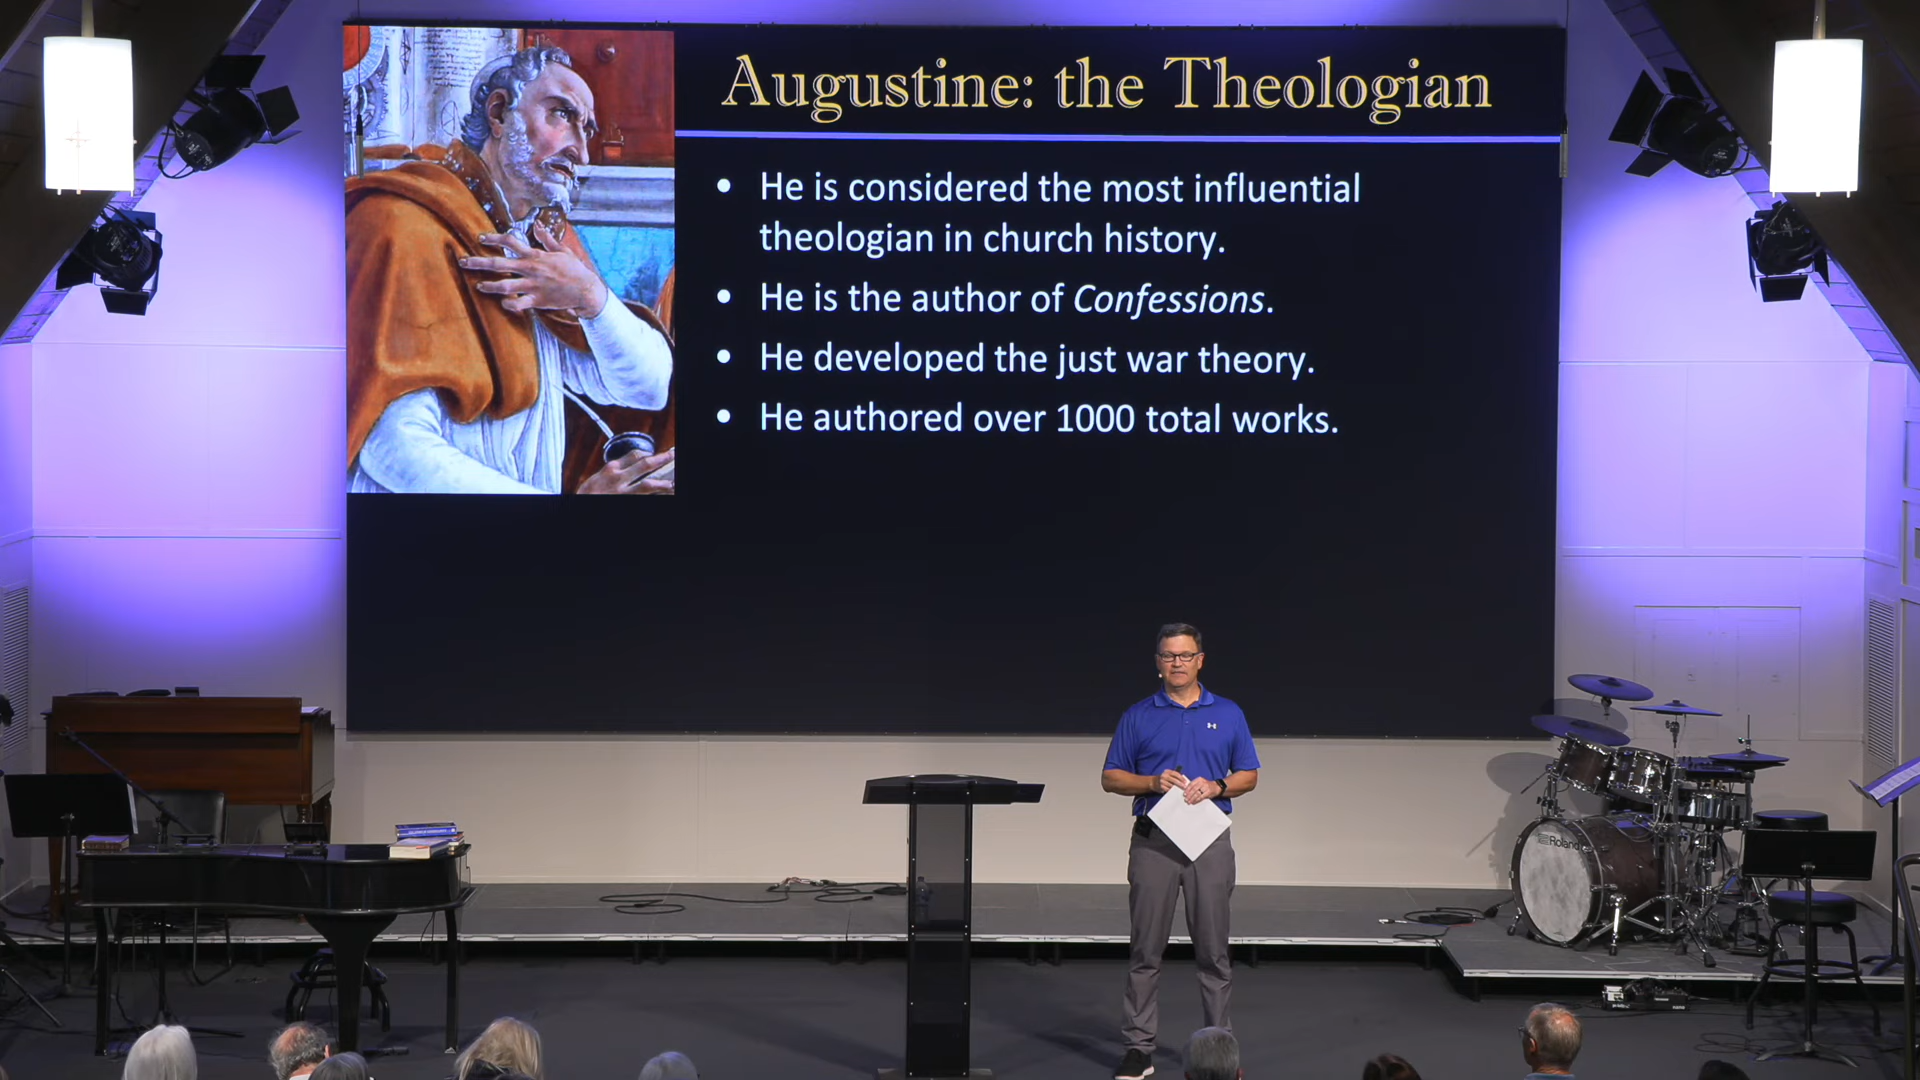 Augustine: the Theologian
• He is considered the most influential
theologian in church history.
• He is the author of Confessions.
• He developed the just war theory.
• He authored over 1000 total works.
Roland